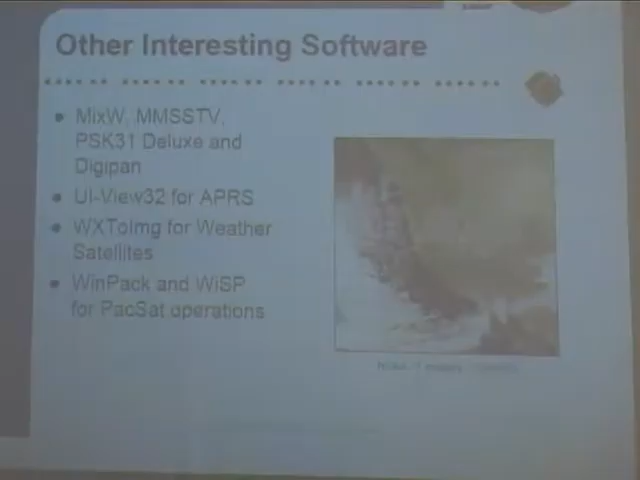 Other Interesting Software
MixW, MMSSTV,
PSK31 Deluxe and
Digipan
UI-View32 for APRS
WXToImg for Weather
Satellites
WinPack and WiSP
for PacSat operations